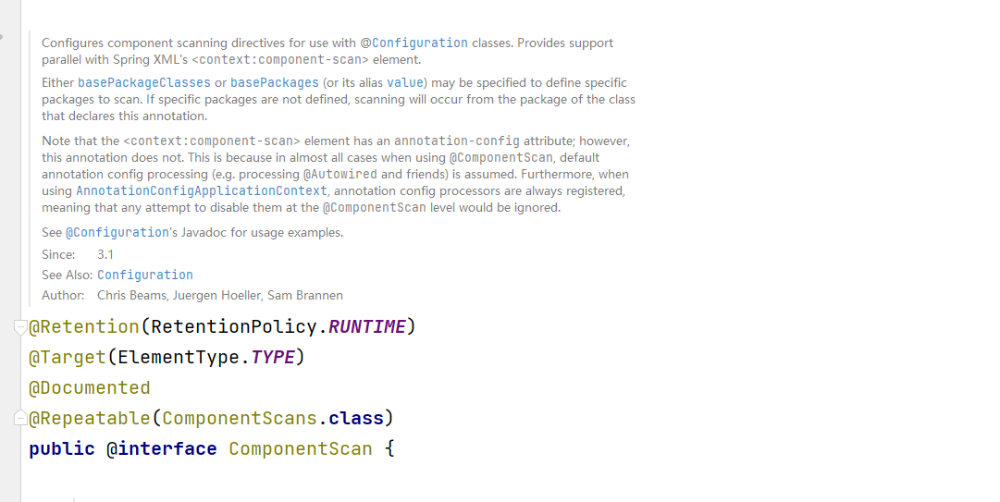 Configures component scanning directives for use with @Configuration classes. Provides support
parallel with Spring XML's <context:component-scan> element.
Either basePackageClasses or basePackages (or its alias value) may be specified to define specific
packages to scan. If specific packages are not defined, scanning will occur from the package of the class
that declares this annotation.
Note that the <context:component-scan> element has an annotation-config attribute; however,
this annotation does not. This is because in almost all cases when using @ComponentScan, default
annotation config processing (e.g. processing @Autowired and friends) is assumed. Furthermore, when
using AnnotationConfigApplicationContext, annotation config processors are always registered,
meaning that any attempt to disable them at the @ComponentScan level would be ignored.
See @Configuration's Javadoc for usage examples.
Since: 3.1
See Also: Configuration
Author: Chris Beams, Juergen Hoeller, Sam Brannen
@Retention(RetentionPolicy.RUNTIME)
@Target(ElementType.TYPE)
@Documented
@Repeatable(ComponentScans.class)
public @interface ComponentScan {